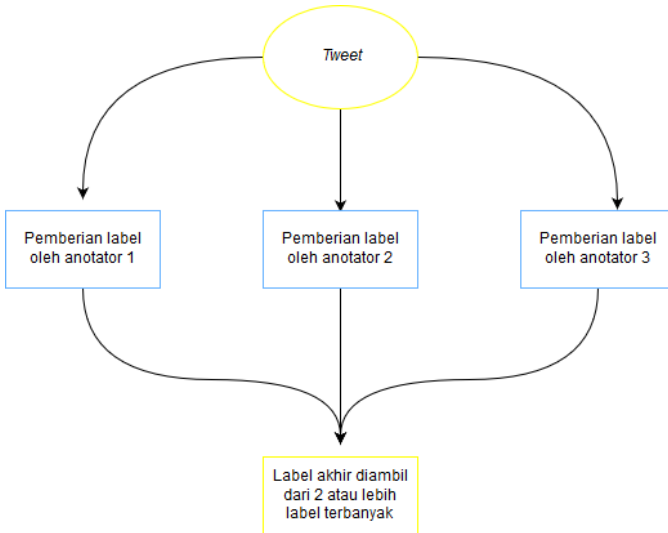 Tweet
Pemberian label
oleh anotator 1
Pemberian label
oleh anotator 2
Pemberian label
oleh anotator 3
Label akhir diambil
dari 2 atau lebih
label terbanyak